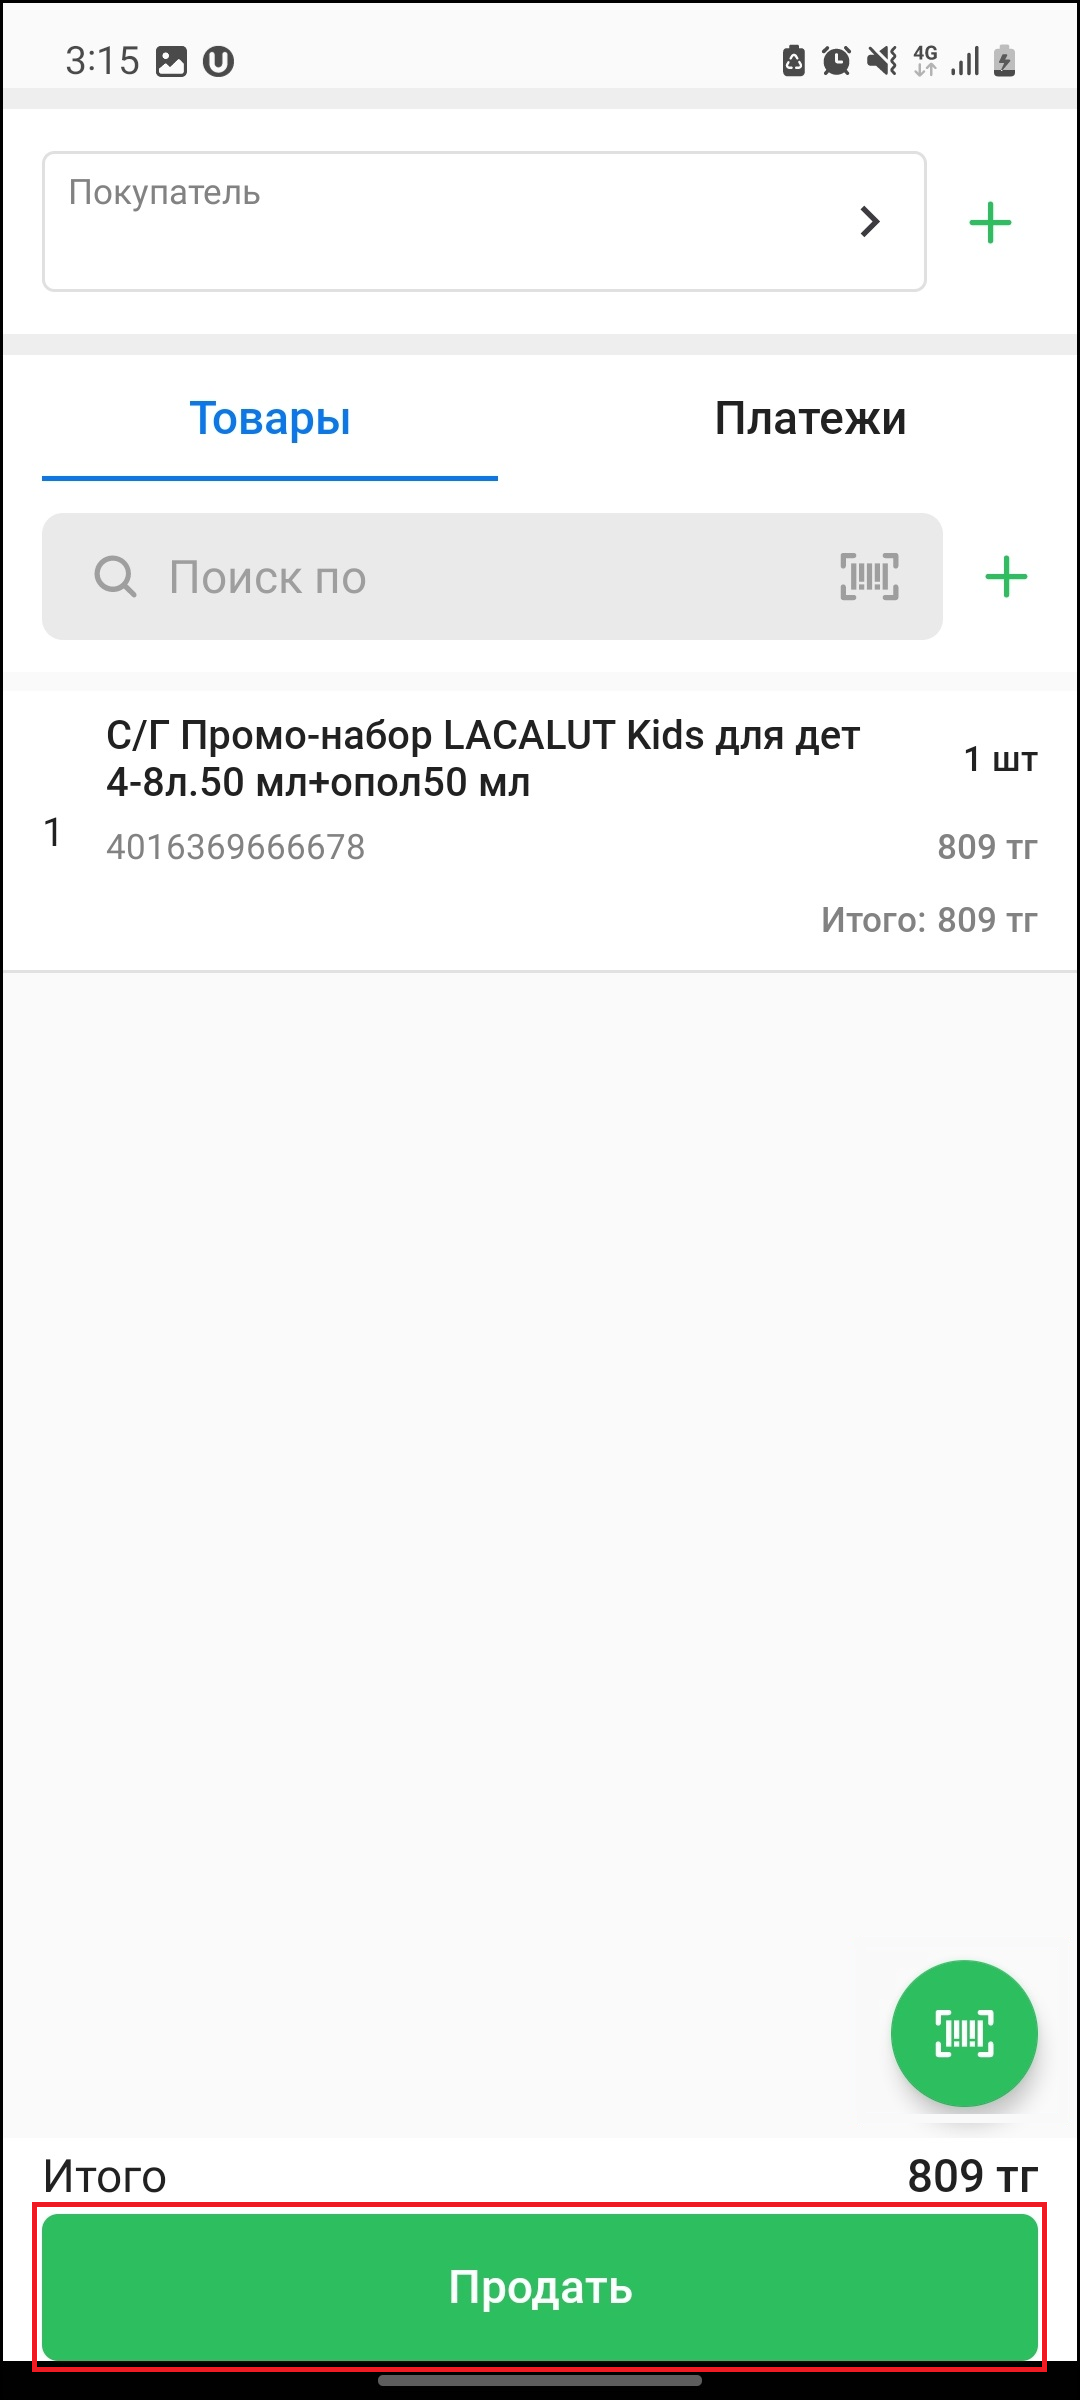 3:15
4G
Покупатель
Товары
Платежи
Поиск по
С/Г Промо-набор LACALUT Kids для дет
4-8л.50 мл+опол50 мл
1 шт
1
4016369666678
809 тг
Итого: 809 тг
Итого
809 тг
Продать